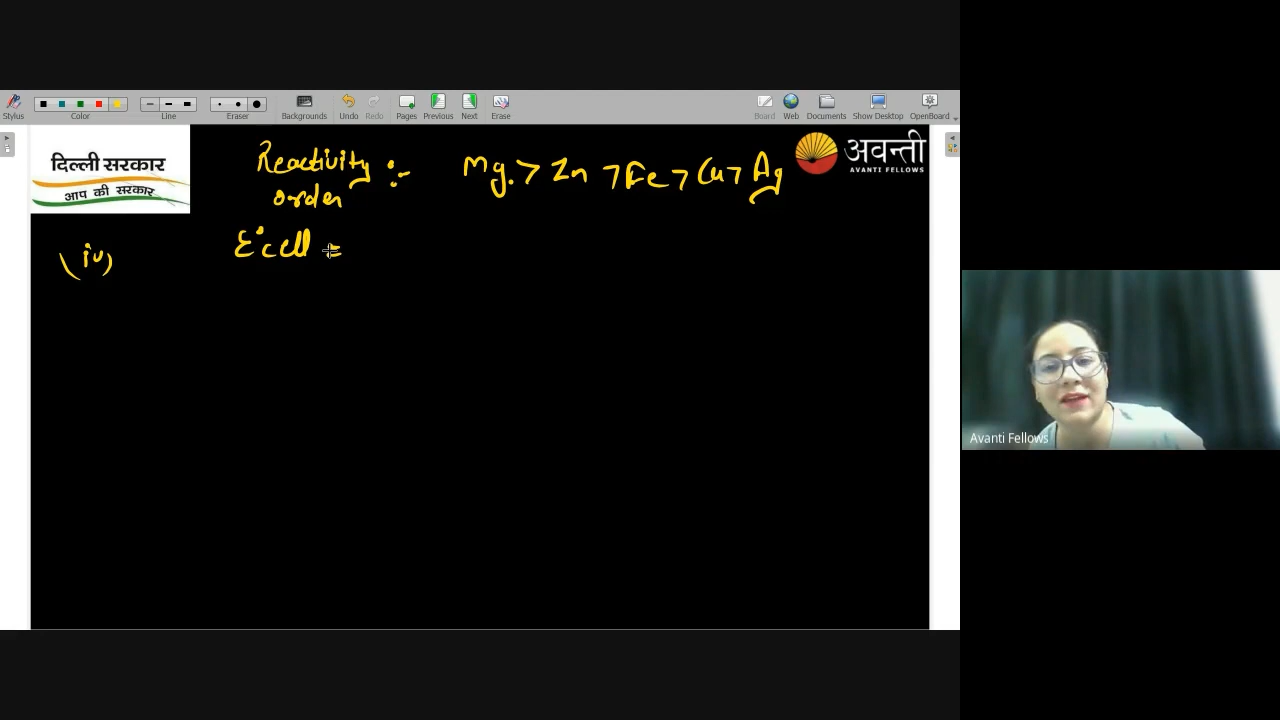 Stylus
Color
Line
Eraser
Backgrounds
Undo
Redo
Pages
Previous
Next
Erase
Board
Web
Documents
Show Desktop
OpenBoard
दिल्ली सरकार
आप की सरकार
Reactivity :- Mg. > Zn > Fe > Cu > Ag
order
अवन्ती
AVANTI FELLOWS
(iv) E°cell =
Avanti Fellows